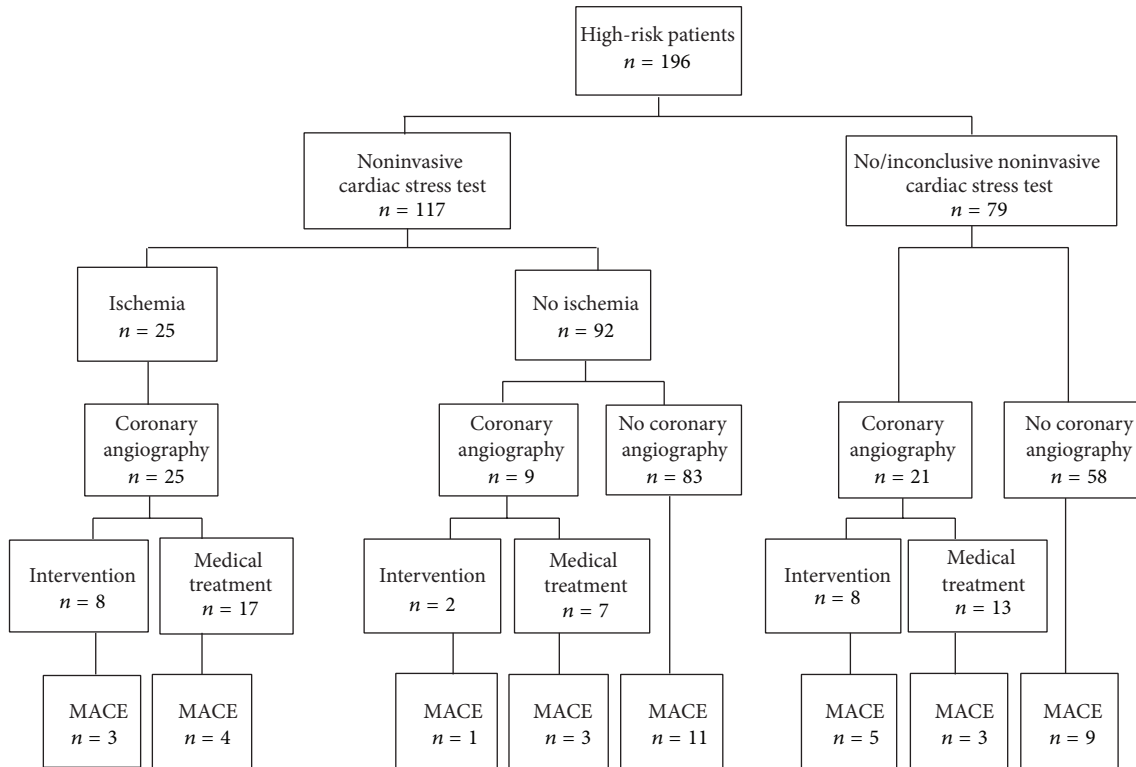 High-risk patients
n = 196
Noninvasive
cardiac stress test
n = 117
No/inconclusive noninvasive
cardiac stress test
n = 79
Ischemia
n = 25
No ischemia
n = 92
Coronary
angiography
n = 25
Coronary
angiography
n = 9
No coronary
angiography
n = 83
Coronary
angiography
n = 21
No coronary
angiography
n = 58
Intervention
n = 8
Medical
treatment
n = 17
Intervention
n = 2
Medical
treatment
n = 7
Intervention
n = 8
Medical
treatment
n = 13
MACE
n = 3
MACE
n = 4
MACE
n = 1
MACE
n = 3
MACE
n = 11
MACE
n = 5
MACE
n = 3
MACE
n = 9